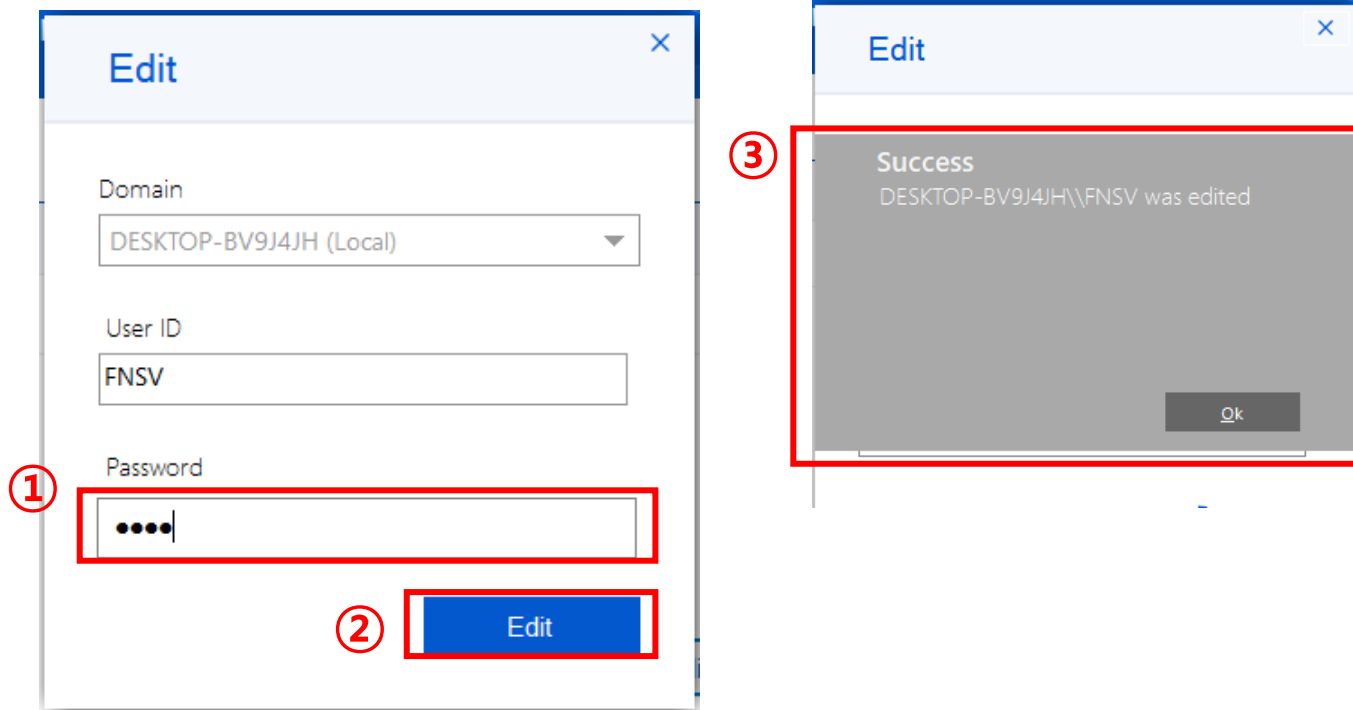 Edit
Domain
DESKTOP-BV9J4JH (Local)
User ID
FNSV
Password
①
••••
②
Edit
Edit
③
Success
DESKTOP-BV9J4JH\\FNSV was edited
Ok